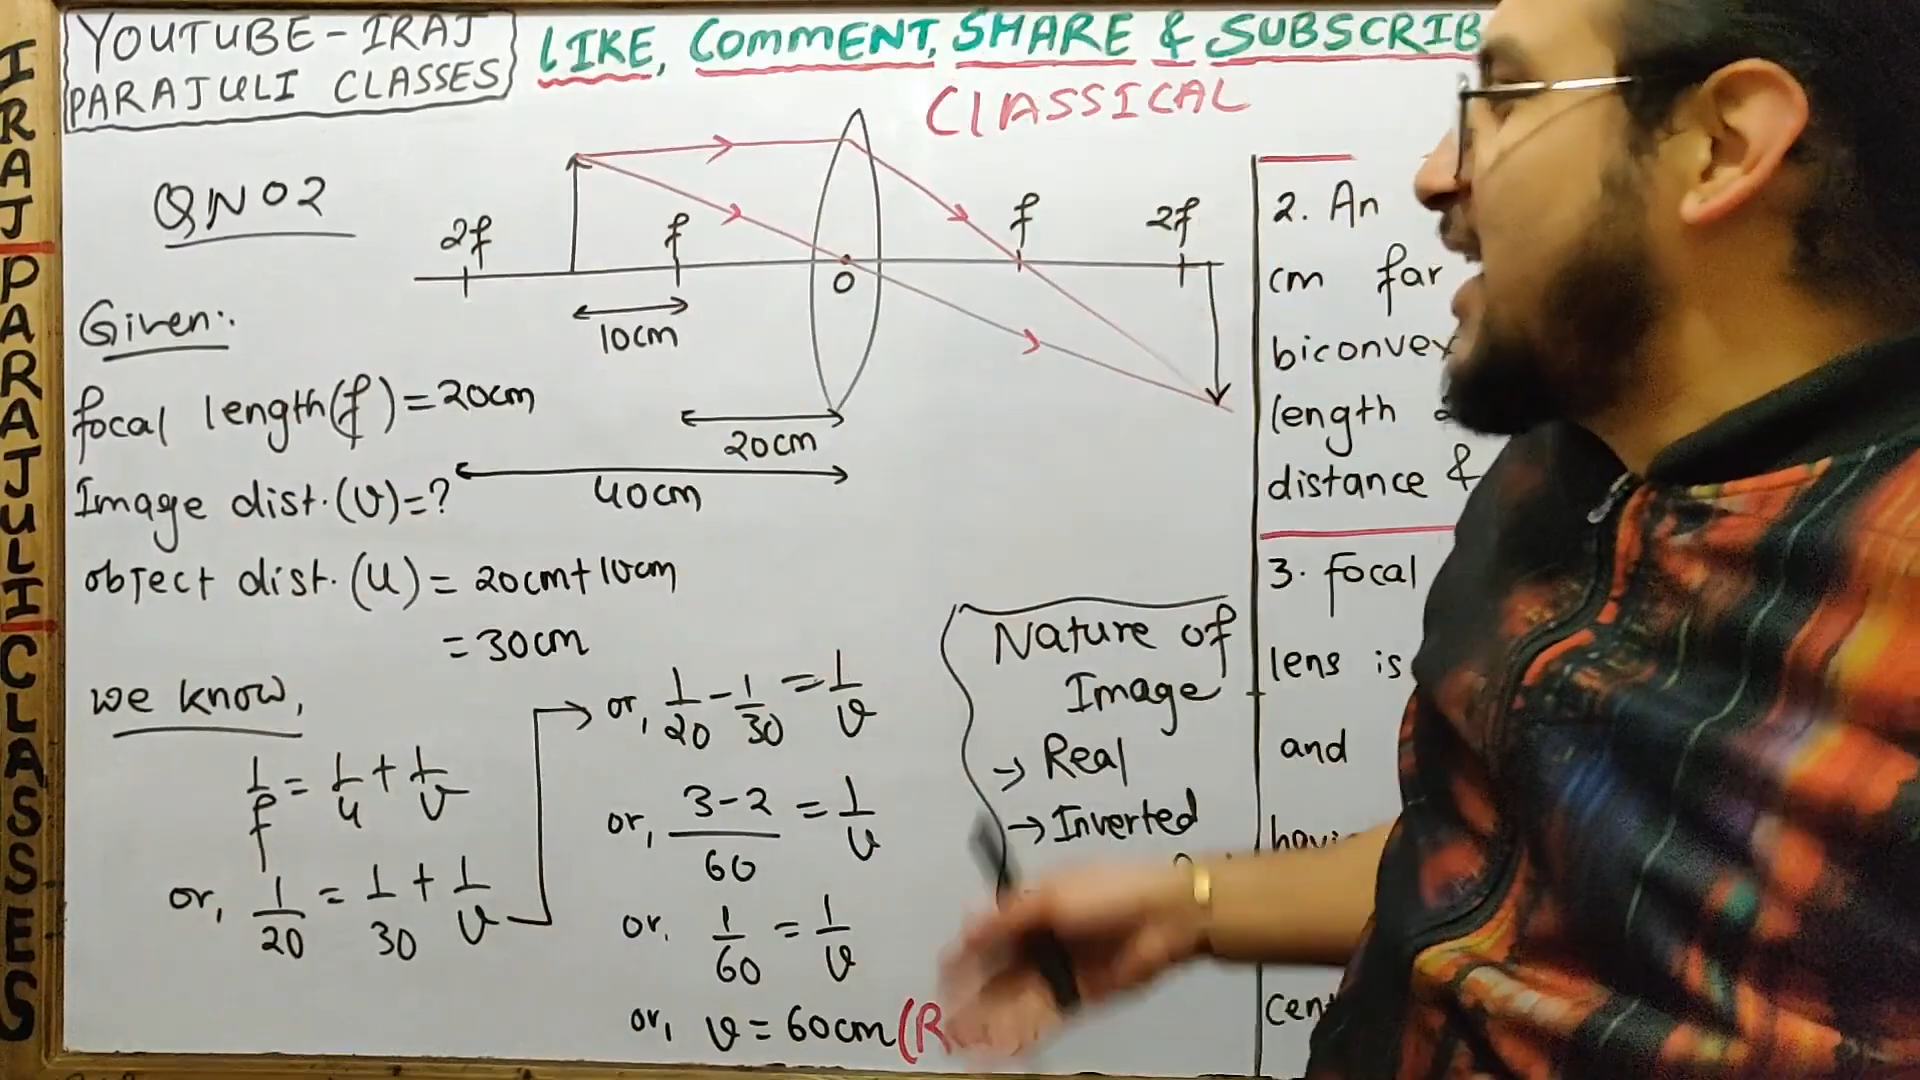 IRAJ PARAJULI CLASSES
YOUTUBE-IRAJ
PARAJULI CLASSES
LIKE, COMMENT, SHARE & SUBSCRIB
CLASSICAL
QNO2
2f
f
O
f
2f
10cm
20cm
40cm
Given:
focal length(f)=20cm
Image dist.(v)=?
object dist.(u) = 20cm+10cm
= 30cm
we know,
1/f = 1/u + 1/v
or, 1/20 = 1/30 + 1/v
or, 1/20 - 1/30 = 1/v
or, 3-2/60 = 1/v
or, 1/60 = 1/v
or, v = 60cm (R
Nature of
Image
→ Real
→ Inverted
2. An
cm far
biconvex
length
distance &
3. focal
lens is
and
havi
cen